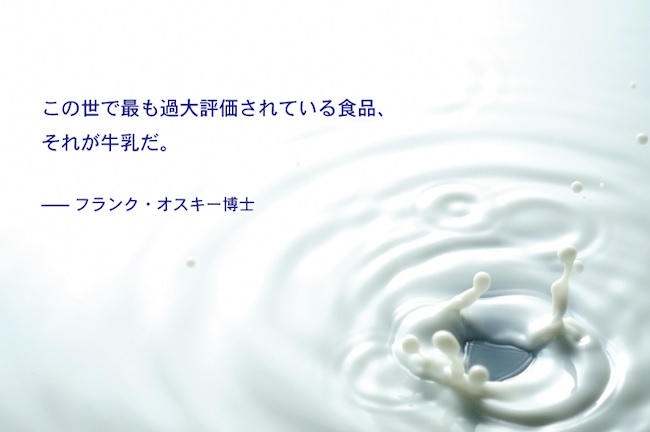 この世で最も過大評価されている食品、
それが牛乳だ。
—— フランク・オスキー博士